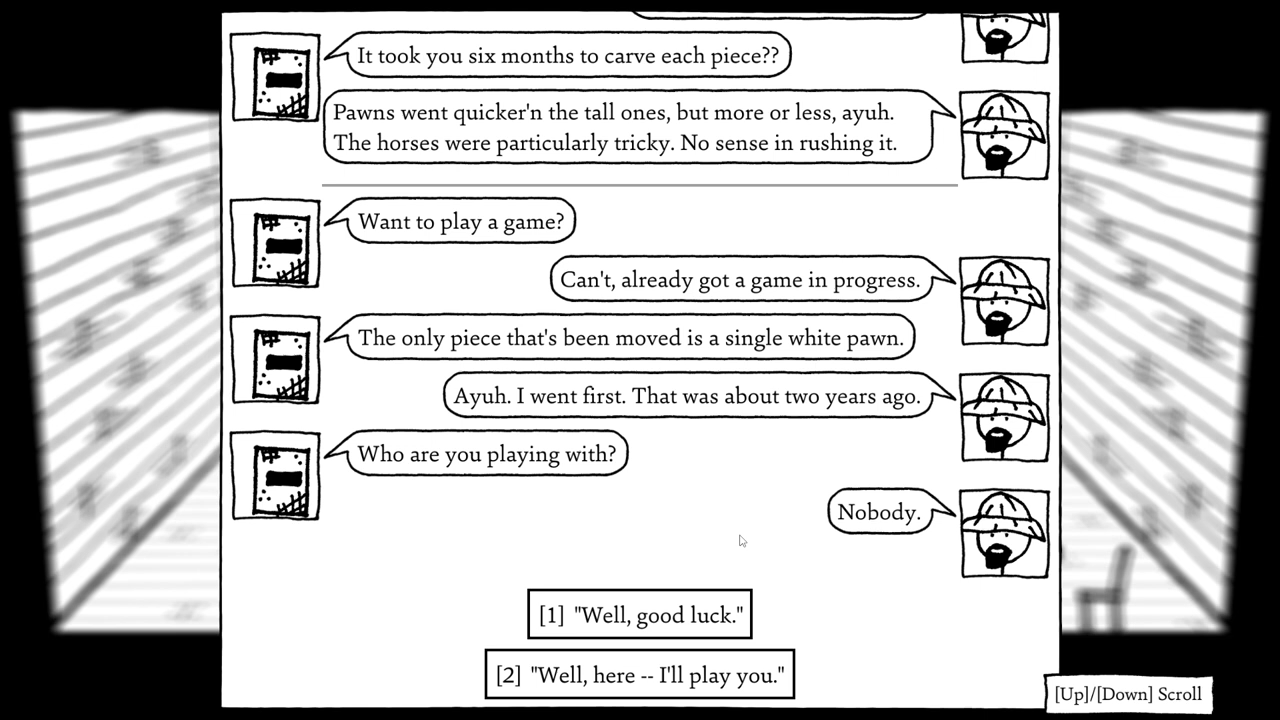 It took you six months to carve each piece??
Pawns went quicker'n the tall ones, but more or less, ayuh.
The horses were particularly tricky. No sense in rushing it.
Want to play a game?
Can't, already got a game in progress.
The only piece that's been moved is a single white pawn.
Ayuh. I went first. That was about two years ago.
Who are you playing with?
Nobody.
[1] "Well, good luck."
[2] "Well, here -- I'll play you."
[Up]/[Down] Scroll